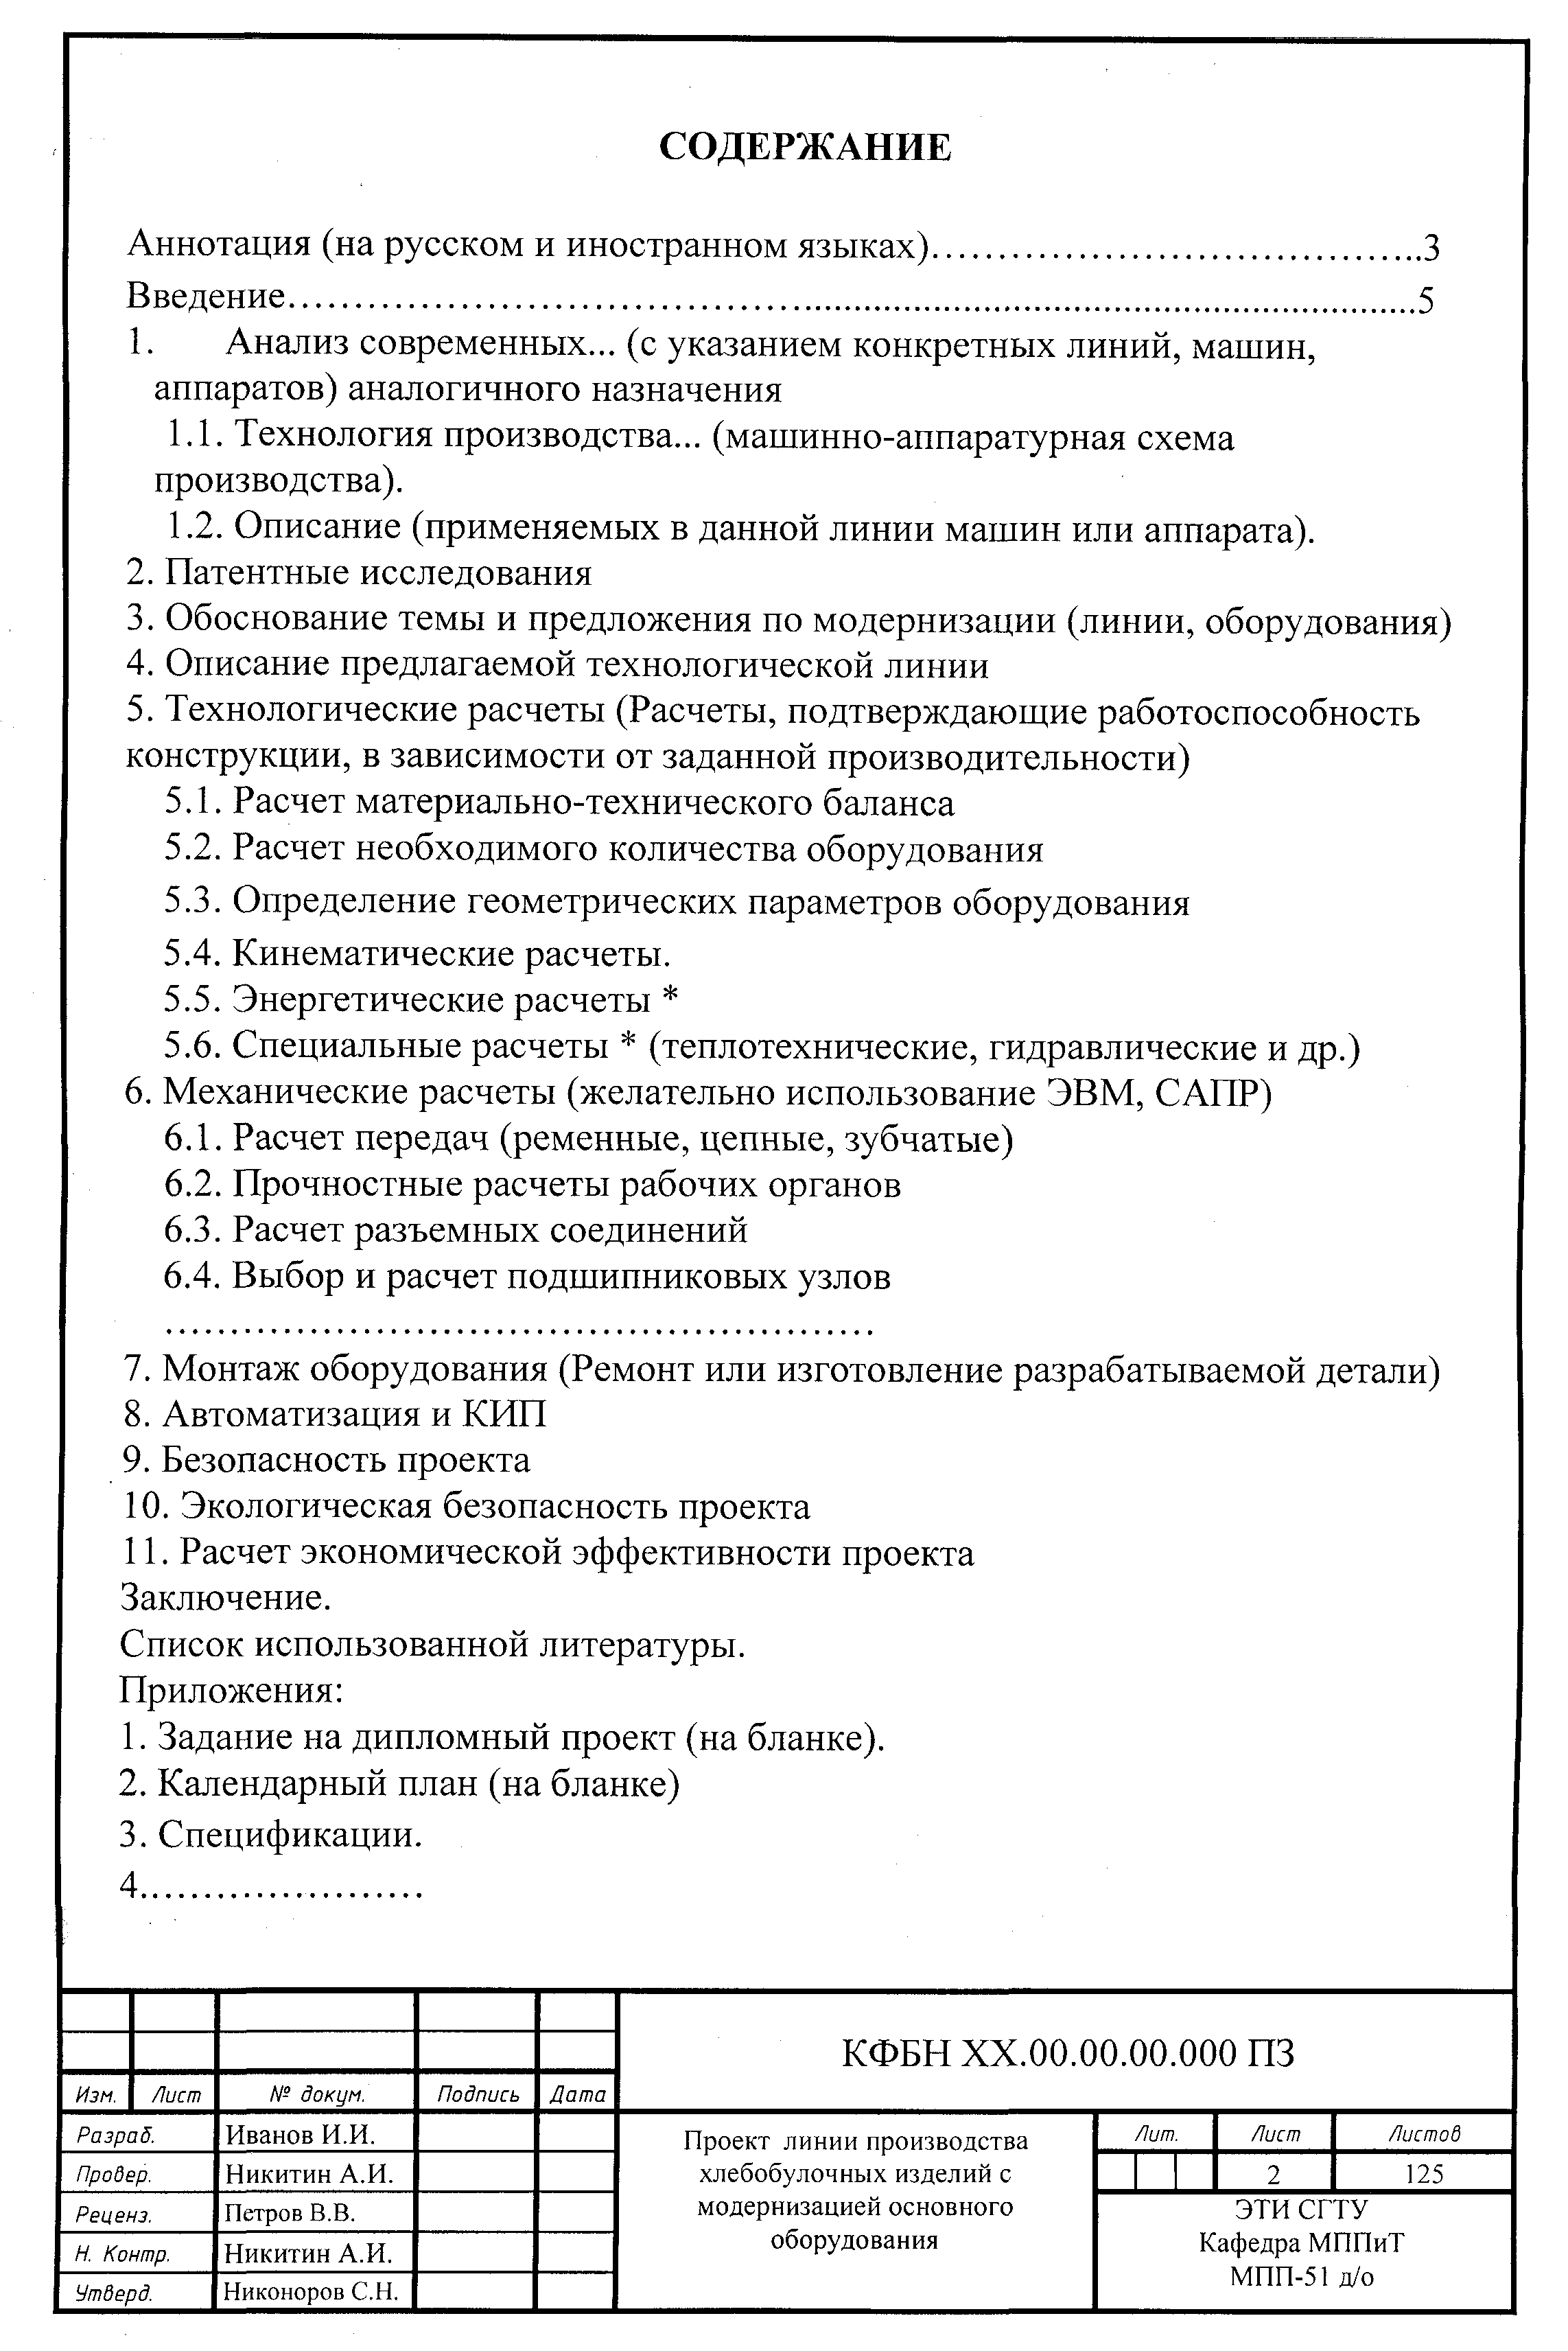 СОДЕРЖАНИЕ
Аннотация (на русском и иностранном языках)......................................3
Введение..........................................................................................5
1. Анализ современных... (с указанием конкретных линий, машин,
аппаратов) аналогичного назначения
1.1. Технология производства... (машинно-аппаратурная схема
производства).
1.2. Описание (применяемых в данной линии машин или аппарата).
2. Патентные исследования
3. Обоснование темы и предложения по модернизации (линии, оборудования)
4. Описание предлагаемой технологической линии
5. Технологические расчеты (Расчеты, подтверждающие работоспособность
конструкции, в зависимости от заданной производительности)
5.1. Расчет материально-технического баланса
5.2. Расчет необходимого количества оборудования
5.3. Определение геометрических параметров оборудования
5.4. Кинематические расчеты.
5.5. Энергетические расчеты *
5.6. Специальные расчеты * (теплотехнические, гидравлические и др.)
6. Механические расчеты (желательно использование ЭВМ, САПР)
6.1. Расчет передач (ременные, цепные, зубчатые)
6.2. Прочностные расчеты рабочих органов
6.3. Расчет разъемных соединений
6.4. Выбор и расчет подшипниковых узлов
......................................................
7. Монтаж оборудования (Ремонт или изготовление разрабатываемой детали)
8. Автоматизация и КИП
9. Безопасность проекта
10. Экологическая безопасность проекта
11. Расчет экономической эффективности проекта
Заключение.
Список использованной литературы.
Приложения:
1. Задание на дипломный проект (на бланке).
2. Календарный план (на бланке)
3. Спецификации.
4......................
КФБН ХХ.00.00.00.000 ПЗ
Изм. Лист № докум. Подпись Дата
Разраб. Иванов И.И.
Провер. Никитин А.И.
Реценз. Петров В.В.
Н. Контр. Никитин А.И.
Утверд. Никоноров С.Н.
Проект линии производства
хлебобулочных изделий с
модернизацией основного
оборудования
Лит. Лист Листов
2 125
ЭТИ СГТУ
Кафедра МППиТ
МПП-51 д/о